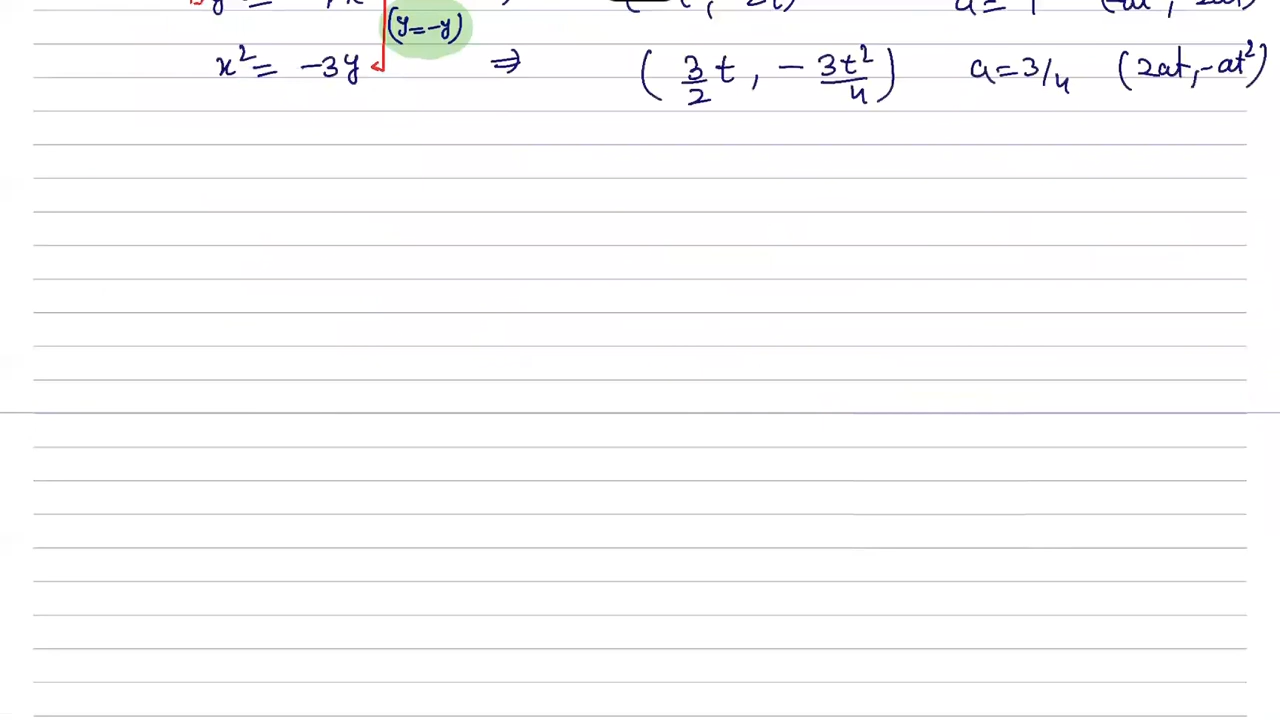 (y=-y)
x² = -3y ⇒ (3/2 t, - 3t²/4) a=3/4 (2at, -at²)